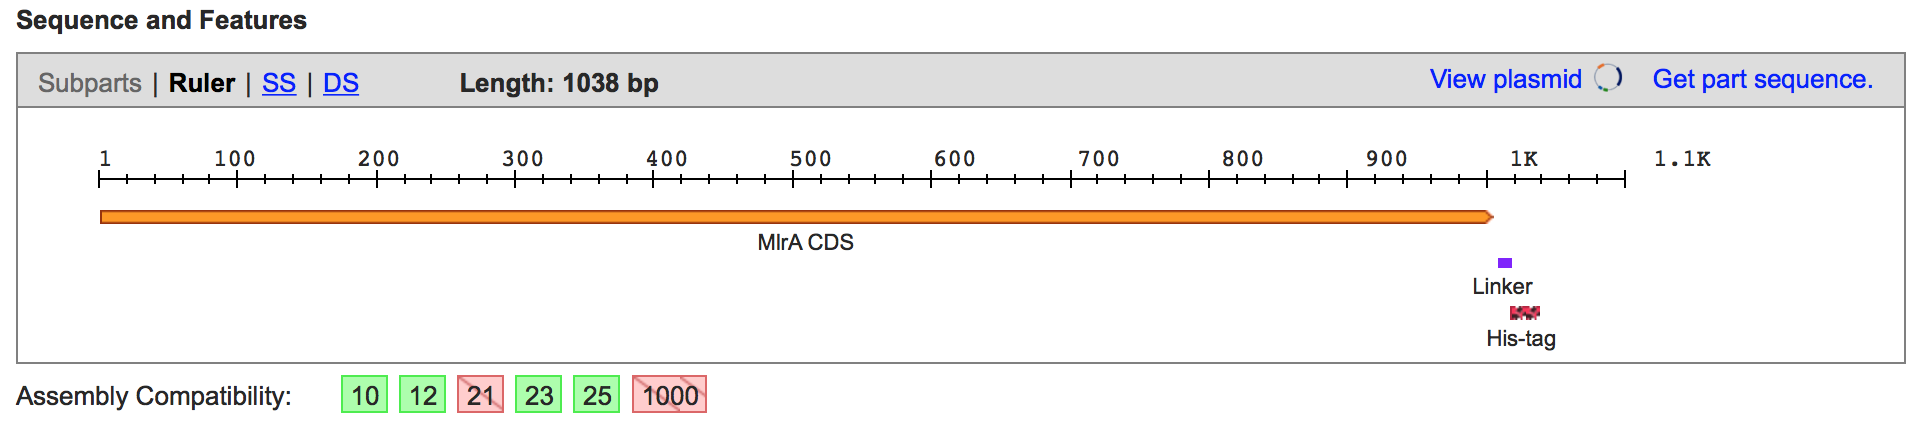 Sequence and Features
Subparts | Ruler | SS | DS Length: 1038 bp View plasmid Get part sequence.
1 100 200 300 400 500 600 700 800 900 1K 1.1K
MlrA CDS
Linker
His-tag
Assembly Compatibility: 10 12 21 23 25 1000